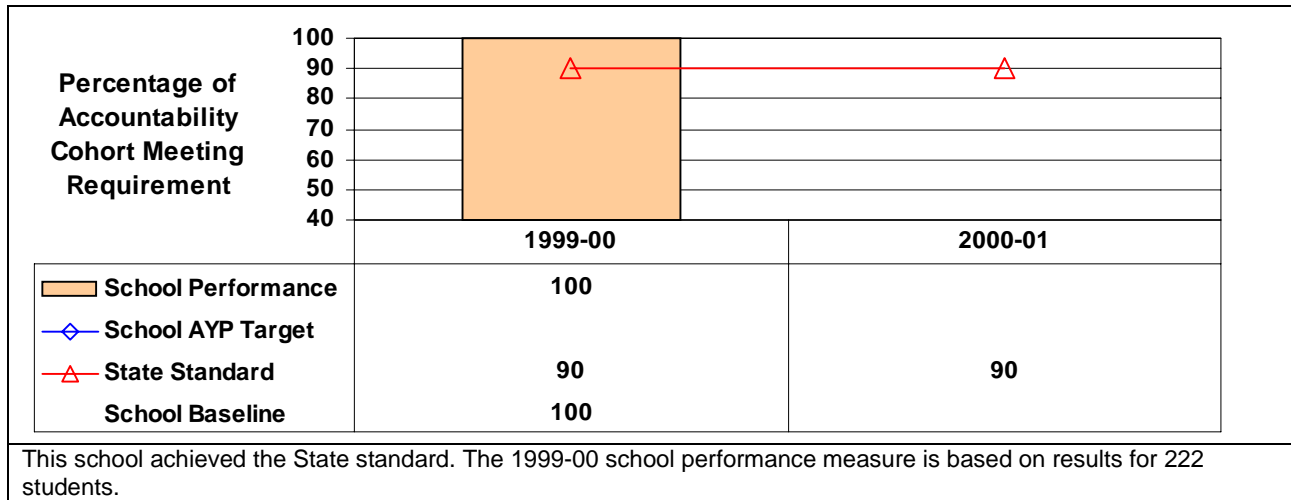 Percentage of
Accountability
Cohort Meeting
Requirement
100
90
80
70
60
50
40
1999-00 2000-01
School Performance 100
School AYP Target
State Standard 90 90
School Baseline 100
This school achieved the State standard. The 1999-00 school performance measure is based on results for 222
students.